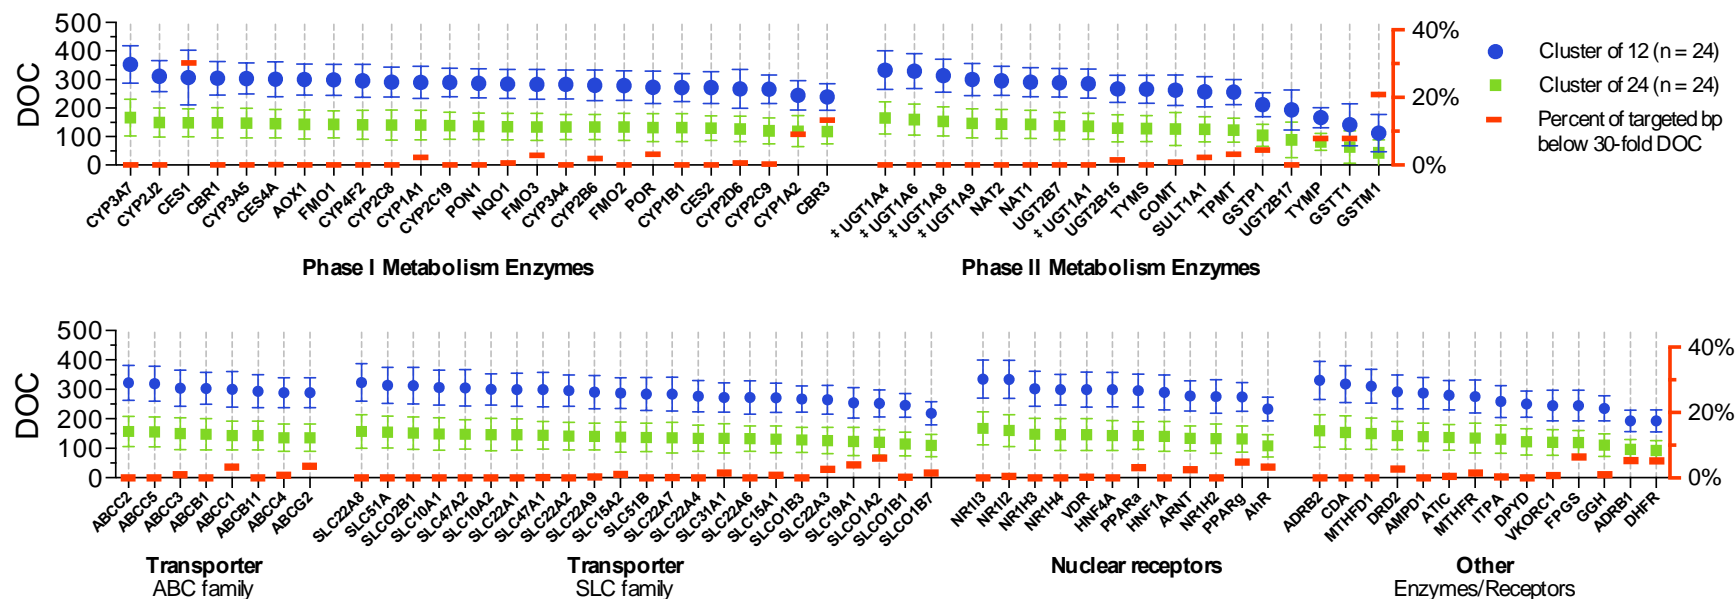 500
400
300
200
100
0
DOC
40%
20%
0%
Cluster of 12 (n = 24)
Cluster of 24 (n = 24)
Percent of targeted bp
below 30-fold DOC
CYP3A7
CYP2J2
CES1
CBR1
CYP3A5
CES4A
AOX1
FMO1
CYP4F2
CYP2C8
CYP1A1
CYP2C19
PON1
NQO1
FMO3
CYP3A4
CYP2B6
FMO2
POR
CYP1B1
CES2
CYP2D6
CYP2C9
CYP1A2
CBR3
‡ UGT1A4
‡ UGT1A6
‡ UGT1A8
‡ UGT1A9
NAT2
NAT1
UGT2B7
‡ UGT1A1
UGT2B15
TYMS
COMT
SULT1A1
TPMT
GSTP1
UGT2B17
TYMP
GSTT1
GSTM1
Phase I Metabolism Enzymes
Phase II Metabolism Enzymes
500
400
300
200
100
0
DOC
40%
20%
0%
ABCC2
ABCC5
ABCC3
ABCB1
ABCC1
ABCB11
ABCC4
ABCG2
SLC22A8
SLC51A
SLCO2B1
SLC10A1
SLC47A2
SLC10A2
SLC22A1
SLC47A1
SLC22A2
SLC22A9
SLC15A2
SLC51B
SLC22A7
SLC22A4
SLC31A1
SLC22A6
SLC15A1
SLCO1B3
SLC22A3
SLC19A1
SLCO1A2
SLCO1B1
SLCO1B7
NR1I3
NR1I2
NR1H3
NR1H4
VDR
HNF4A
PPARa
HNF1A
ARNT
NR1H2
PPARg
AhR
ADRB2
CDA
MTHFD1
DRD2
AMPD1
ATIC
MTHFR
ITPA
DPYD
VKORC1
FPGS
GGH
ADRB1
DHFR
Transporter
ABC family
Transporter
SLC family
Nuclear receptors
Other
Enzymes/Receptors